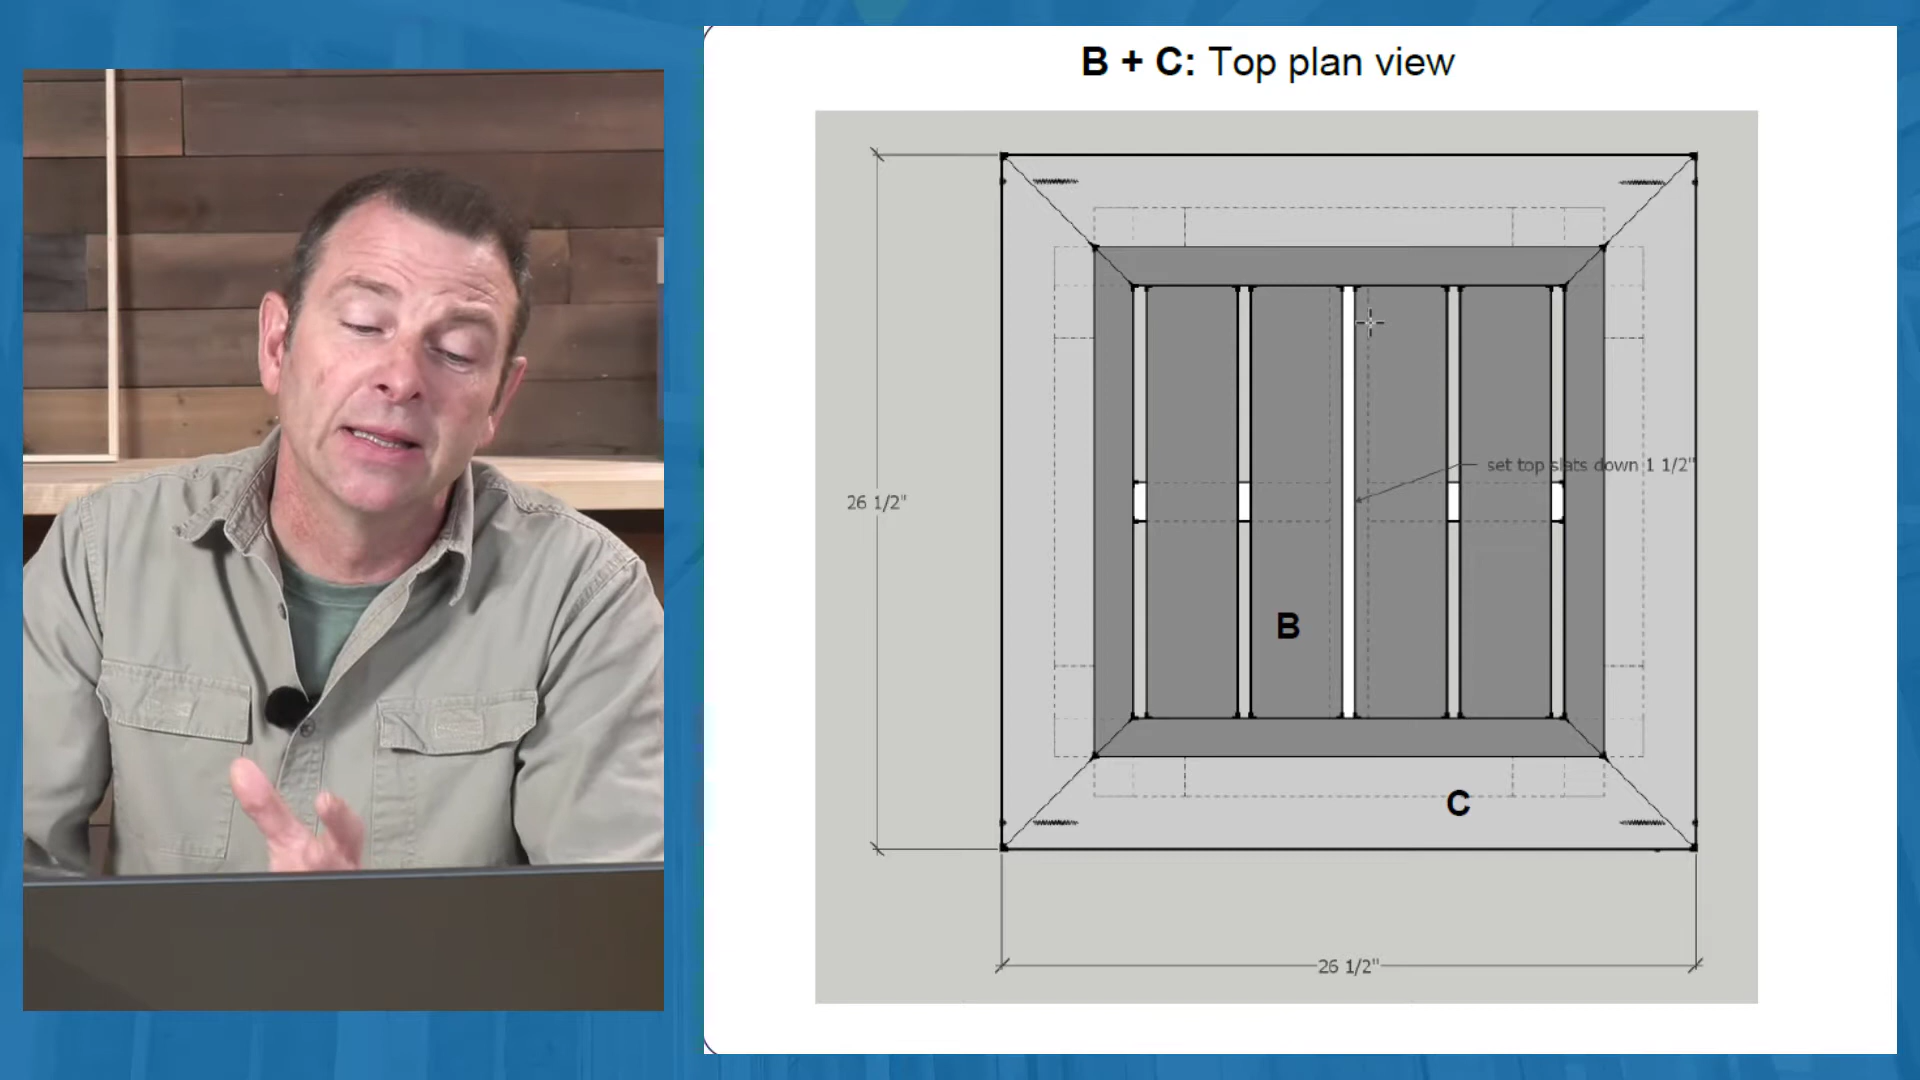 B + C: Top plan view
set top slats down 1 1/2"
26 1/2"
B
C
26 1/2"